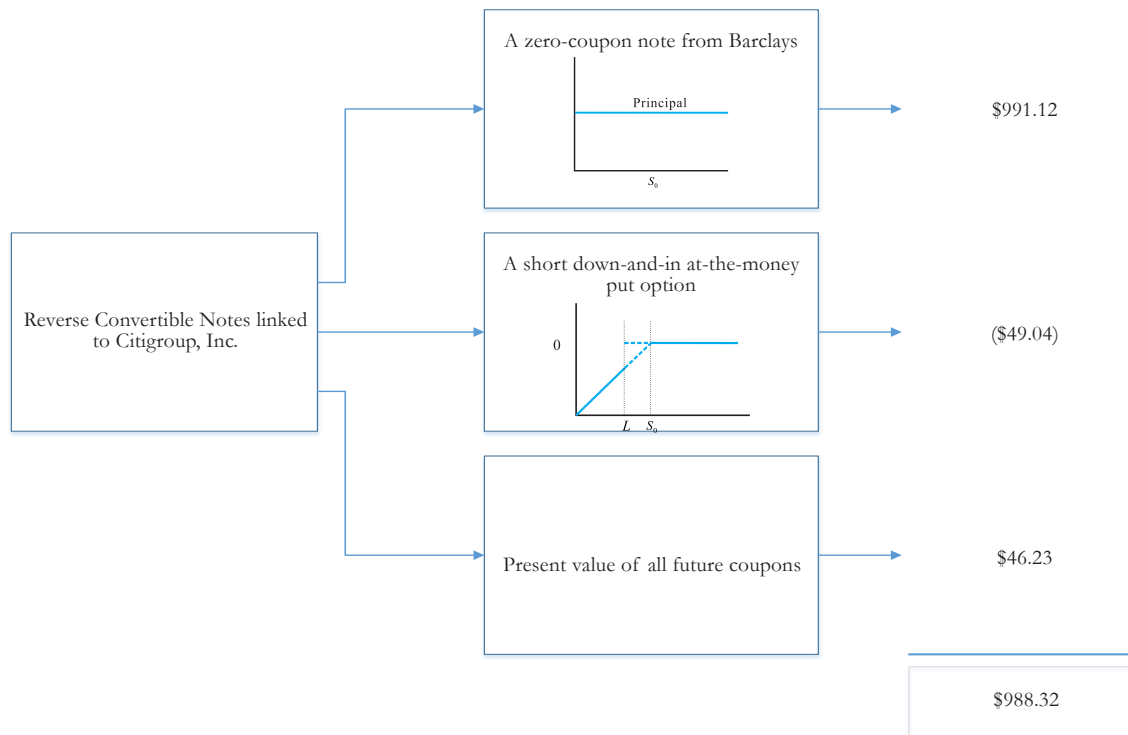 A zero-coupon note from Barclays
Principal
S₀
$991.12
Reverse Convertible Notes linked
to Citigroup, Inc.
A short down-and-in at-the-money
put option
0
L S₀
($49.04)
Present value of all future coupons
$46.23
$988.32